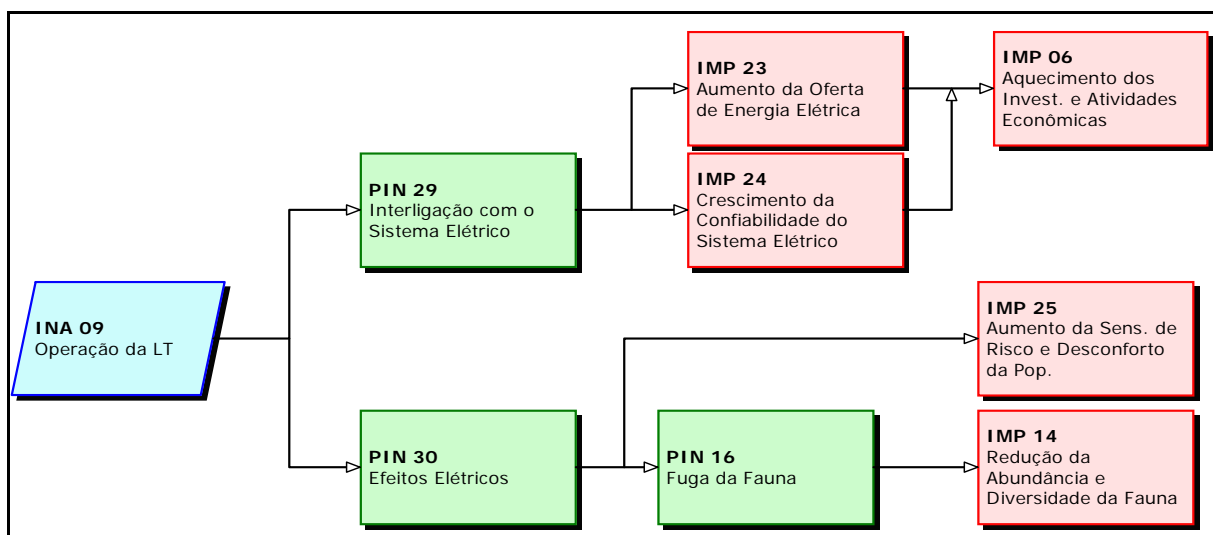 IMP 23
Aumento da Oferta
de Energia Elétrica
IMP 06
Aquecimento dos
Invest. e Atividades
Econômicas
PIN 29
Interligação com o
Sistema Elétrico
IMP 24
Crescimento da
Confiabilidade do
Sistema Elétrico
INA 09
Operação da LT
IMP 25
Aumento da Sens. de
Risco e Desconforto
da Pop.
PIN 30
Efeitos Elétricos
PIN 16
Fuga da Fauna
IMP 14
Redução da
Abundância e
Diversidade da Fauna